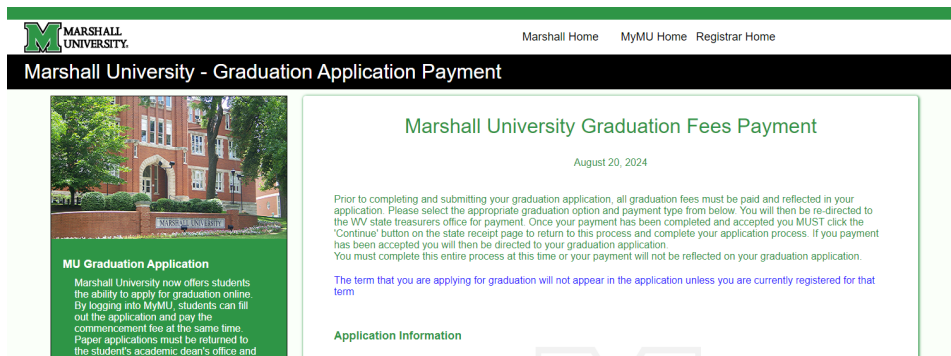 MARSHALL
UNIVERSITY.
Marshall Home MyMU Home Registrar Home
Marshall University - Graduation Application Payment
MARSHALL UNIVERSITY
MU Graduation Application
Marshall University now offers students
the ability to apply for graduation online.
By logging into MyMU, students can fill
out the application and pay the
commencement fee at the same time.
Paper applications must be returned to
the student's academic dean's office and
Marshall University Graduation Fees Payment
August 20, 2024
Prior to completing and submitting your graduation application, all graduation fees must be paid and reflected in your
application. Please select the appropriate graduation option and payment type from below. You will then be re-directed to
the WV state treasurers office for payment. Once your payment has been completed and accepted you MUST click the
'Continue' button on the state receipt page to return to this process and complete your application process. If you payment
has been accepted you will then be directed to your graduation application.
You must complete this entire process at this time or your payment will not be reflected on your graduation application.
The term that you are applying for graduation will not appear in the application unless you are currently registered for that
term
Application Information